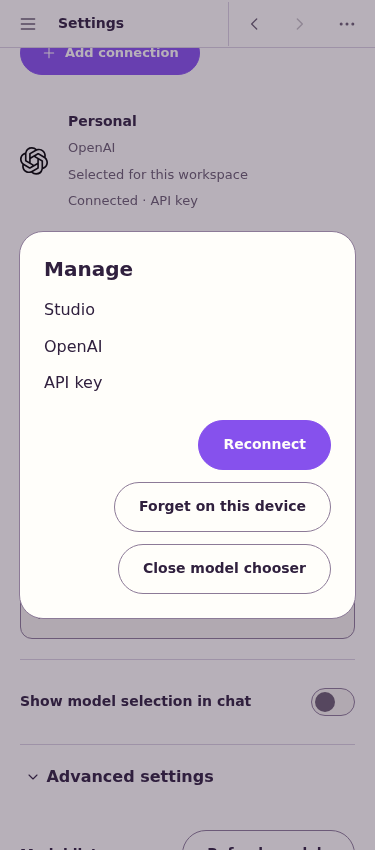 Settings
Add connection
Personal
OpenAI
Selected for this workspace
Connected · API key
Manage
Studio
OpenAI
API key
Reconnect
Forget on this device
Close model chooser
Show model selection in chat
Advanced settings